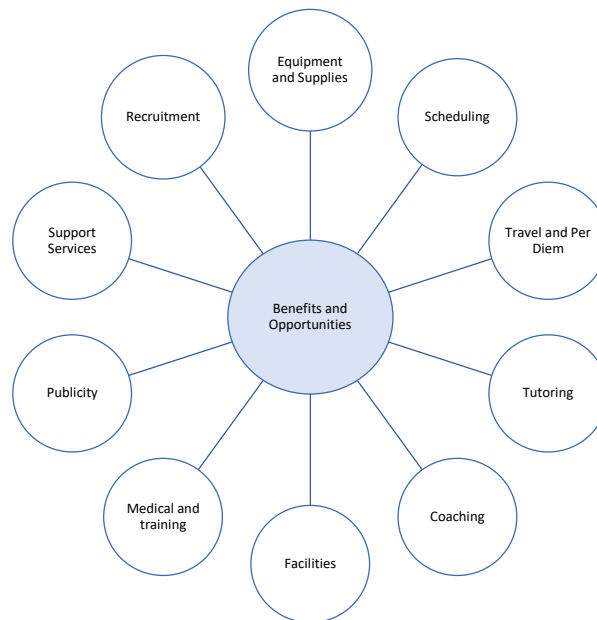 Equipment
and Supplies
Recruitment
Scheduling
Support
Services
Travel and Per
Diem
Benefits and
Opportunities
Publicity
Tutoring
Medical and
training
Coaching
Facilities